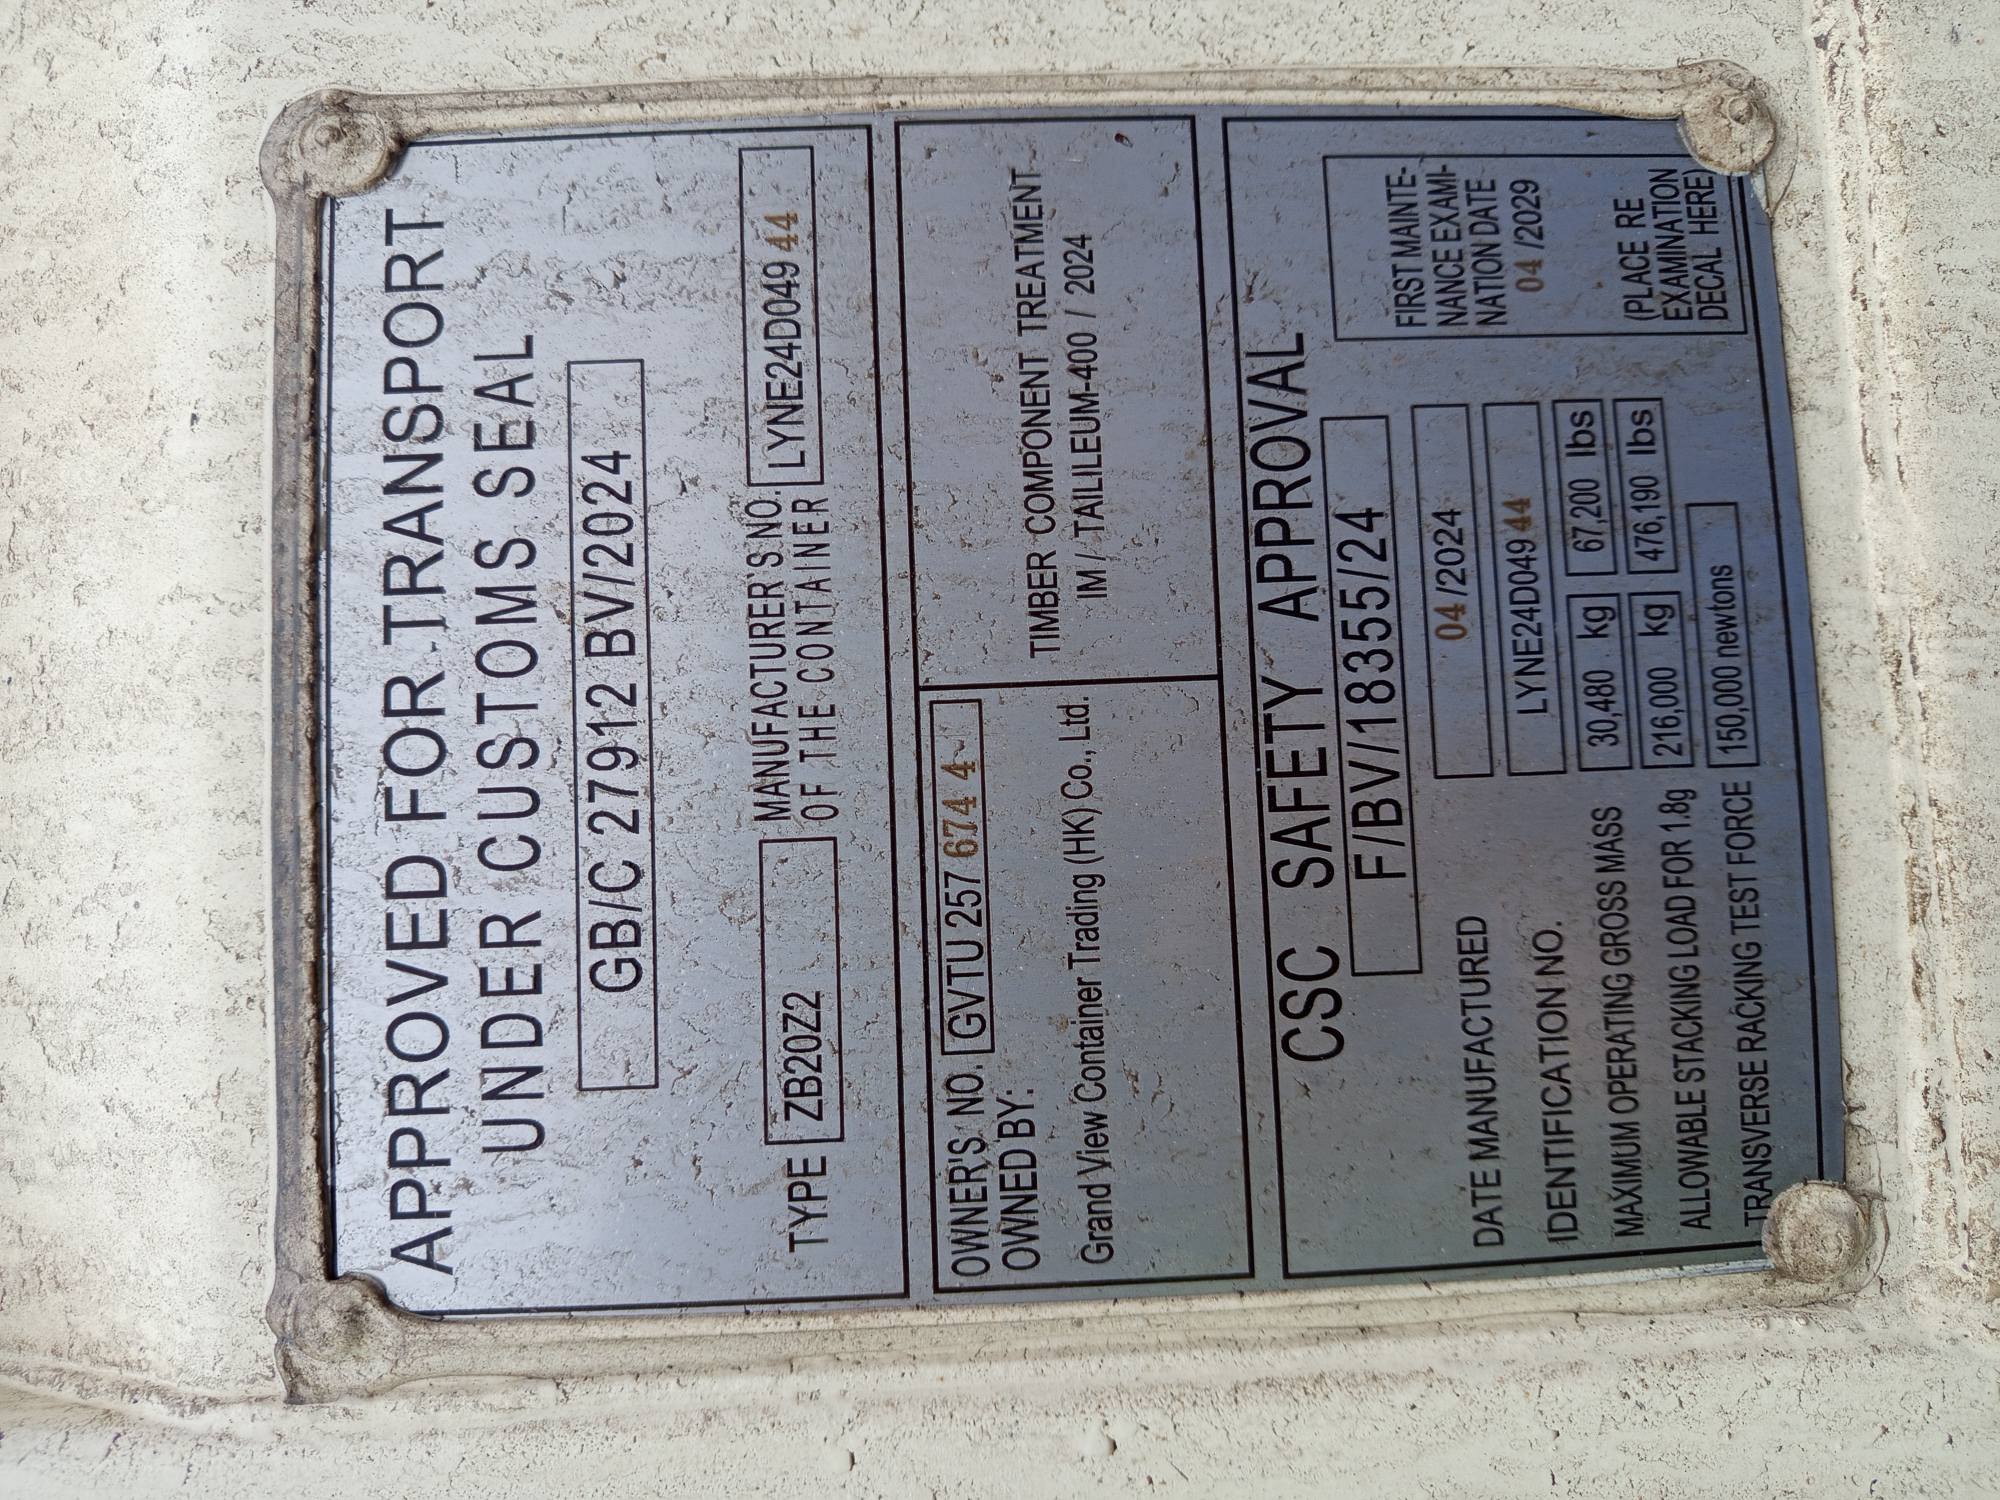 APPROVED FOR TRANSPORT
UNDER CUSTOMS SEAL
GB/C 27912 BV/2024
TYPE ZB20Z2
MANUFACTURER'S NO.
OF THE CONTAINER
LYNE24D049 44
OWNER'S NO. GVTU 257 674 4
OWNED BY:
Grand View Container Trading (HK) Co., Ltd.
TIMBER COMPONENT TREATMENT
IM / TAILILEUM-400 / 2024
CSC SAFETY APPROVAL
F/BV/18355/24
DATE MANUFACTURED 04 /2024
IDENTIFICATION NO. LYNE24D049 44
MAXIMUM OPERATING GROSS MASS 30,480 kg 67,200 lbs
ALLOWABLE STACKING LOAD FOR 1.8g 216,000 kg 476,190 lbs
TRANSVERSE RACKING TEST FORCE 150,000 newtons
FIRST MAINTE-
NANCE EXAMI-
NATION DATE
04 /2029
(PLACE RE
EXAMINATION
DECAL HERE)